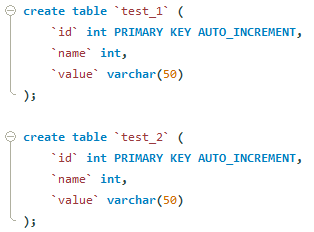 create table `test_1` (
    `id` int PRIMARY KEY AUTO_INCREMENT,
    `name` int,
    `value` varchar(50)
);
create table `test_2` (
    `id` int PRIMARY KEY AUTO_INCREMENT,
    `name` int,
    `value` varchar(50)
);